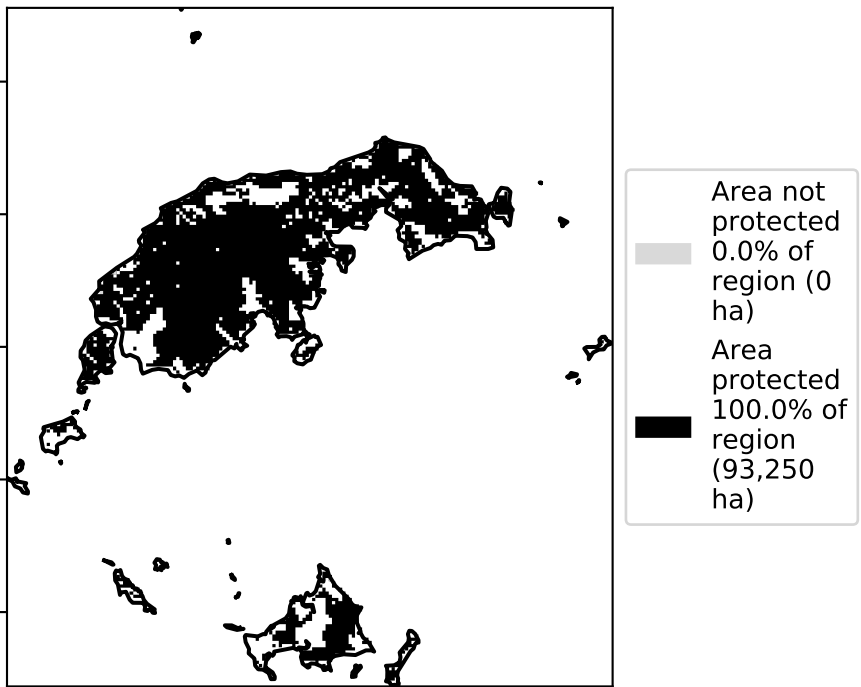 Area not
protected
0.0% of
region (0
ha)
Area
protected
100.0% of
region
(93,250
ha)